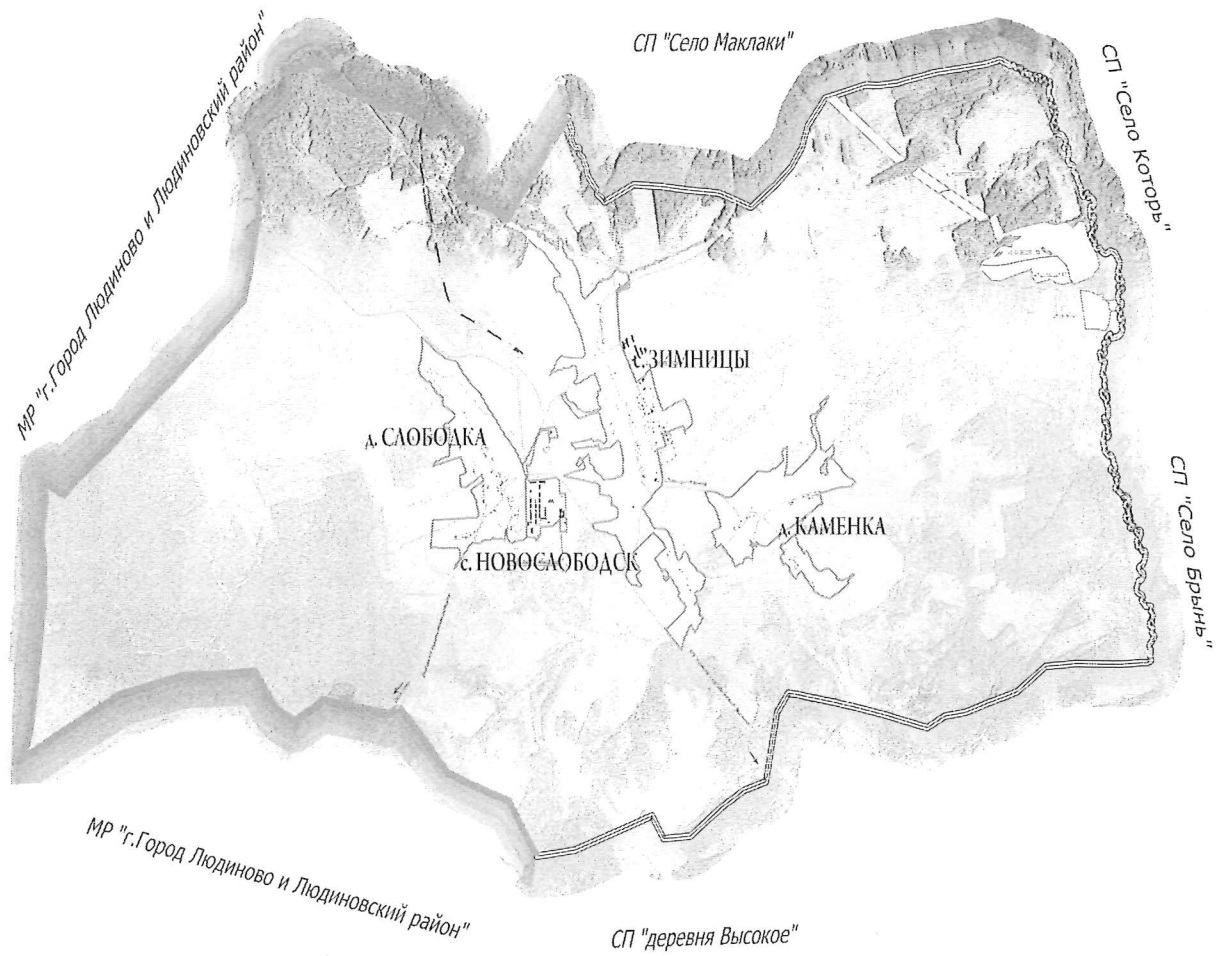 СП "Село Маклаки"
МР "г.Город Людиново и Людиновский район"
СП "Село Которь"
с. ЗИМНИЦЫ
д. СЛОБОДКА
д. КАМЕНКА
с. НОВОСЛОБОДСК
СП "Село Брынь"
МР "г.Город Людиново и Людиновский район"
СП "деревня Высокое"